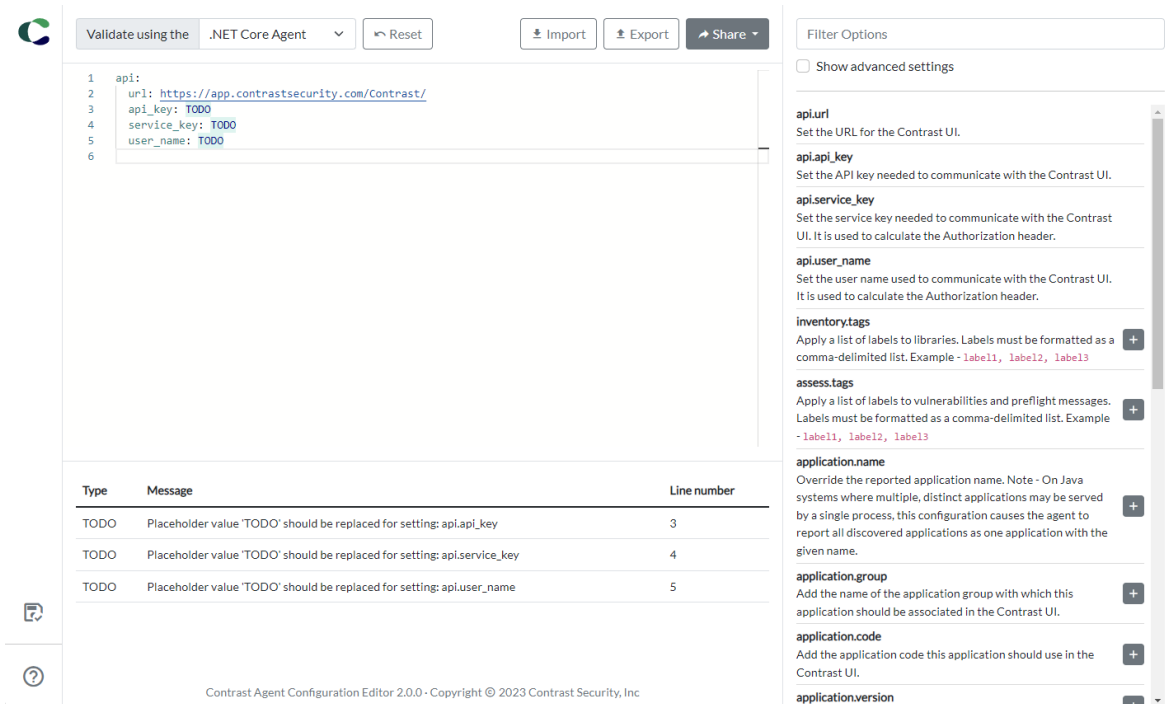 Validate using the .NET Core Agent Reset Import Export Share
1 api:
2 url: https://app.contrastsecurity.com/Contrast/
3 api_key: TODO
4 service_key: TODO
5 user_name: TODO
6
Type Message Line number
TODO Placeholder value 'TODO' should be replaced for setting: api.api_key 3
TODO Placeholder value 'TODO' should be replaced for setting: api.service_key 4
TODO Placeholder value 'TODO' should be replaced for setting: api.user_name 5
Contrast Agent Configuration Editor 2.0.0 · Copyright © 2023 Contrast Security, Inc
Filter Options
Show advanced settings
api.url
Set the URL for the Contrast UI.
api.api_key
Set the API key needed to communicate with the Contrast UI.
api.service_key
Set the service key needed to communicate with the Contrast
UI. It is used to calculate the Authorization header.
api.user_name
Set the user name used to communicate with the Contrast UI.
It is used to calculate the Authorization header.
inventory.tags
Apply a list of labels to libraries. Labels must be formatted as a
comma-delimited list. Example - label1, label2, label3
assess.tags
Apply a list of labels to vulnerabilities and preflight messages.
Labels must be formatted as a comma-delimited list. Example
- label1, label2, label3
application.name
Override the reported application name. Note - On Java
systems where multiple, distinct applications may be served
by a single process, this configuration causes the agent to
report all discovered applications as one application with the
given name.
application.group
Add the name of the application group with which this
application should be associated in the Contrast UI.
application.code
Add the application code this application should use in the
Contrast UI.
application.version